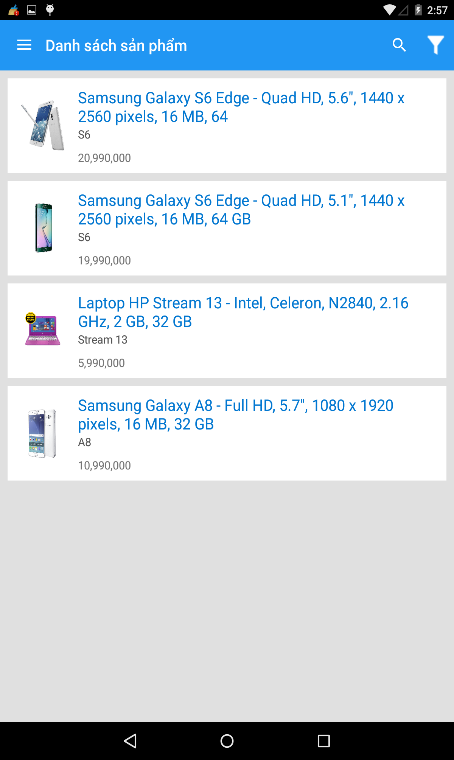 2:57
Danh sách sản phẩm
Samsung Galaxy S6 Edge - Quad HD, 5.6", 1440 x
2560 pixels, 16 MB, 64
S6
20,990,000
Samsung Galaxy S6 Edge - Quad HD, 5.1", 1440 x
2560 pixels, 16 MB, 64 GB
S6
19,990,000
Laptop HP Stream 13 - Intel, Celeron, N2840, 2.16
GHz, 2 GB, 32 GB
Stream 13
5,990,000
Samsung Galaxy A8 - Full HD, 5.7", 1080 x 1920
pixels, 16 MB, 32 GB
A8
10,990,000